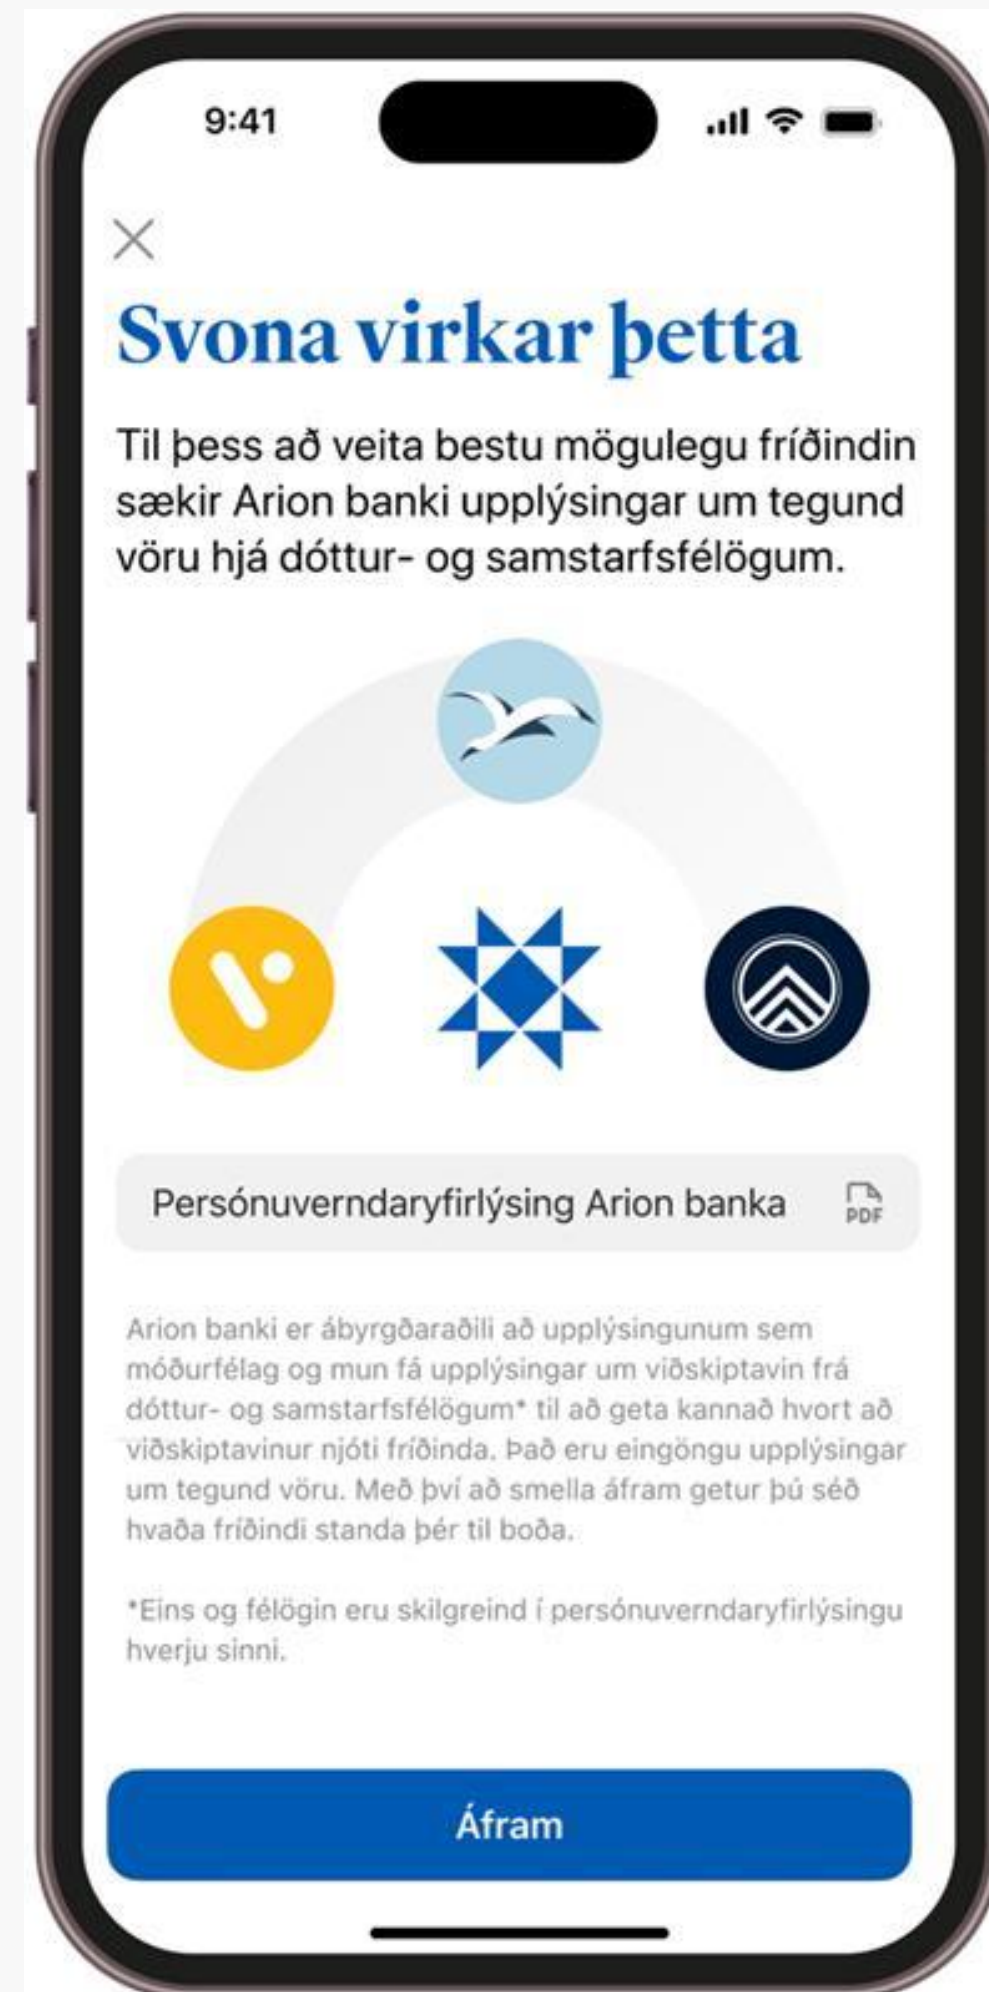 9:41
Svona virkar þetta
Til þess að veita bestu mögulegu fríðindin
sækir Arion banki upplýsingar um tegund
vöru hjá dóttur- og samstarfsfélögum.
Persónuverndaryfirlýsing Arion banka
PDF
Arion banki er ábyrgðaraðili að upplýsingunum sem
móðurfélag og mun fá upplýsingar um viðskiptavin frá
dóttur- og samstarfsfélögum* til að geta kannað hvort að
viðskiptavinur njóti fríðinda. Það eru eingöngu upplýsingar
um tegund vöru. Með því að smella áfram getur þú séð
hvaða fríðindi standa þér til boða.
*Eins og félögin eru skilgreind í persónuverndaryfirlýsingu
hverju sinni.
Áfram